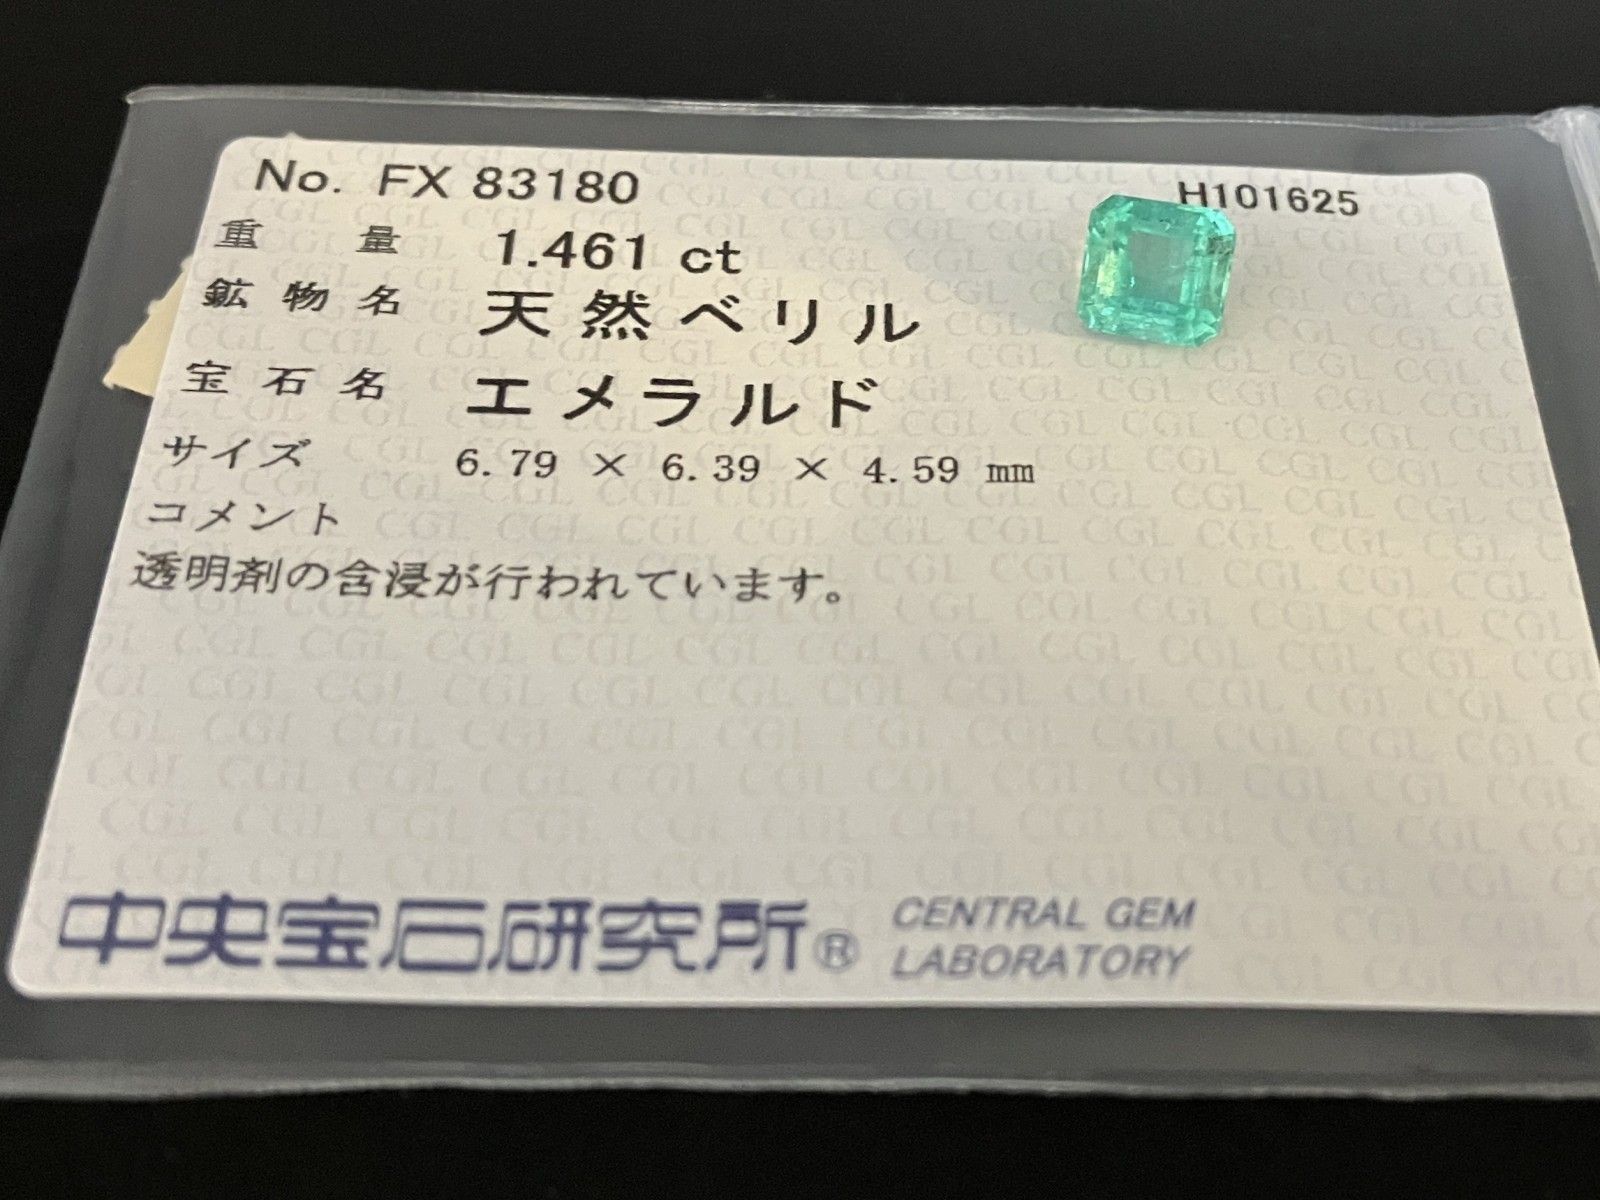 No. FX 83180 H101625
重量 1.461 ct
鉱物名 天然ベリル
宝石名 エメラルド
サイズ 6.79 × 6.39 × 4.59 mm
コメント
透明剤の含浸が行われています。
中央宝石研究所® CENTRAL GEM
LABORATORY